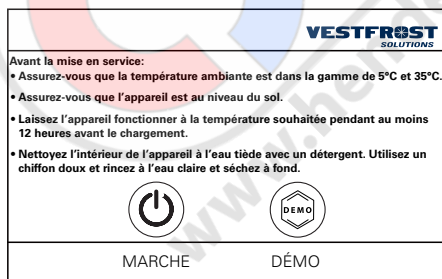 VESTFROST
SOLUTIONS
Avant la mise en service:
• Assurez-vous que la température ambiante est dans la gamme de 5°C et 35°C.
• Assurez-vous que l'appareil est au niveau du sol.
• Laissez l'appareil fonctionner à la température souhaitée pendant au moins
12 heures avant le chargement.
• Nettoyez l'intérieur de l'appareil à l'eau tiède avec un détergent. Utilisez un
chiffon doux et rincez à l'eau claire et séchez à fond.
DEMO
MARCHE DÉMO